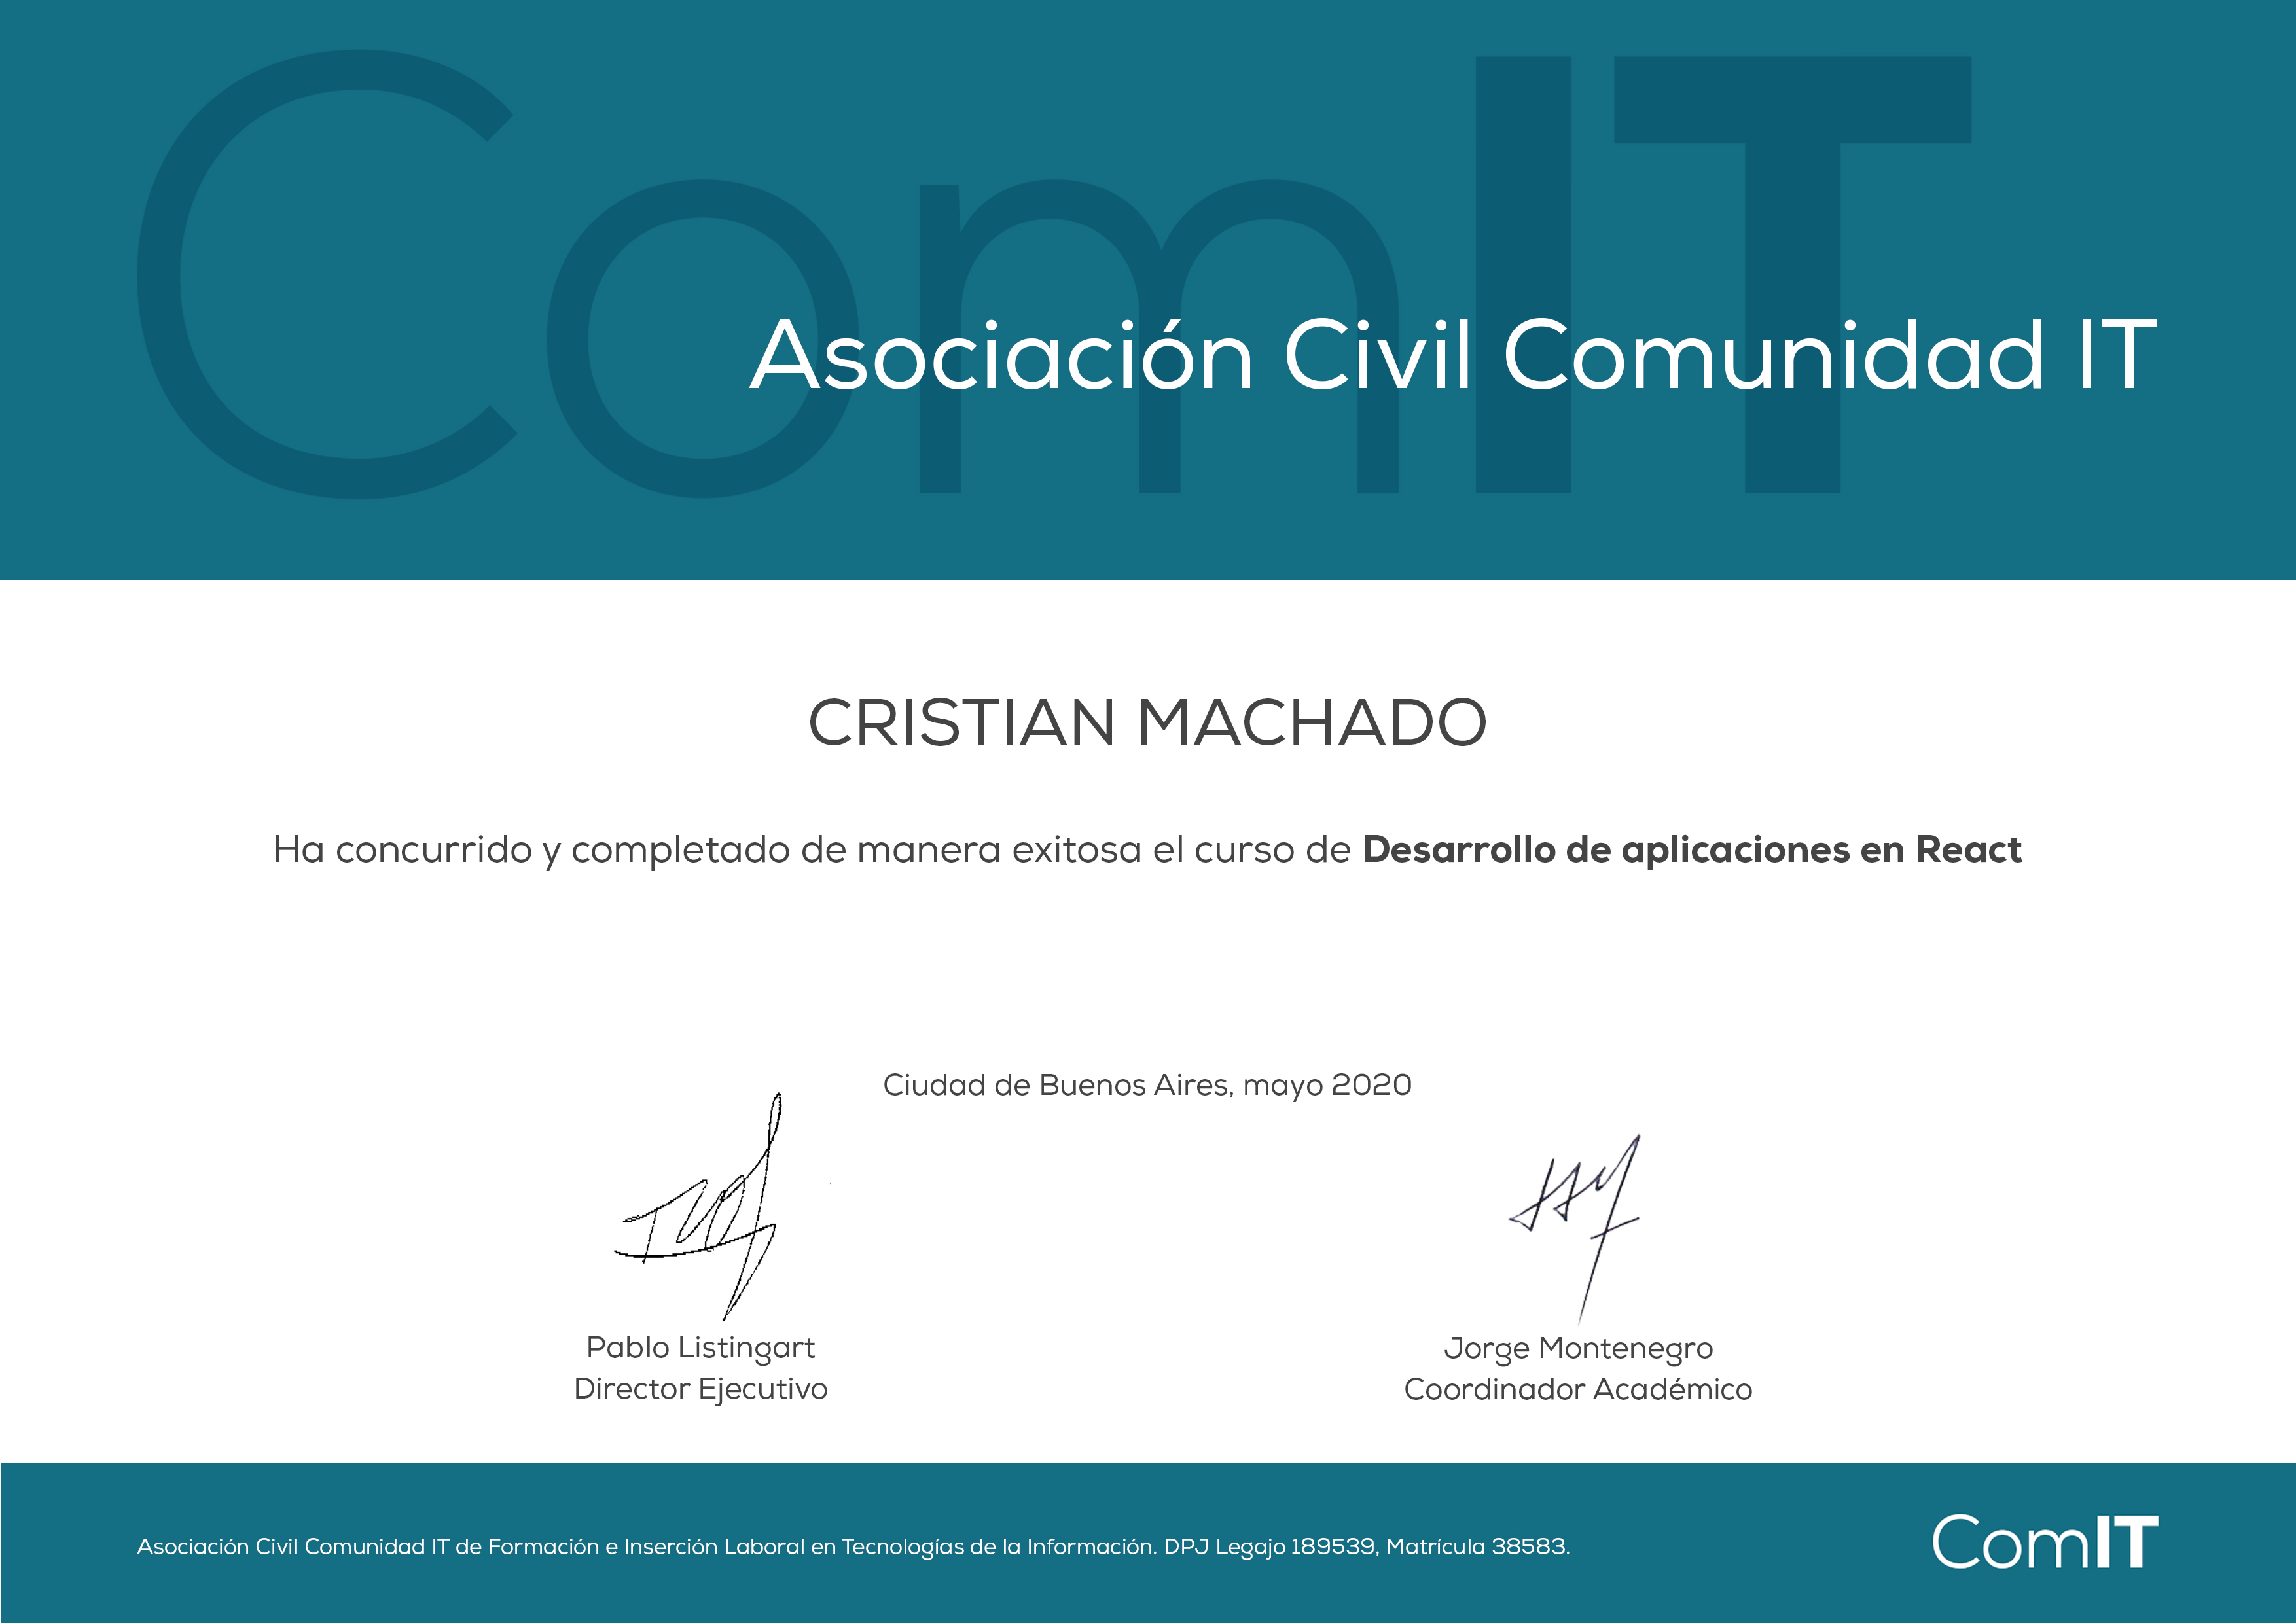 ComIT
Asociación Civil Comunidad IT
CRISTIAN MACHADO
Ha concurrido y completado de manera exitosa el curso de Desarrollo de aplicaciones en React
Ciudad de Buenos Aires, mayo 2020
Pablo Listingart
Director Ejecutivo
Jorge Montenegro
Coordinador Académico
Asociación Civil Comunidad IT de Formación e Inserción Laboral en Tecnologías de la Información. DPJ Legajo 189539, Matrícula 38583.
ComIT